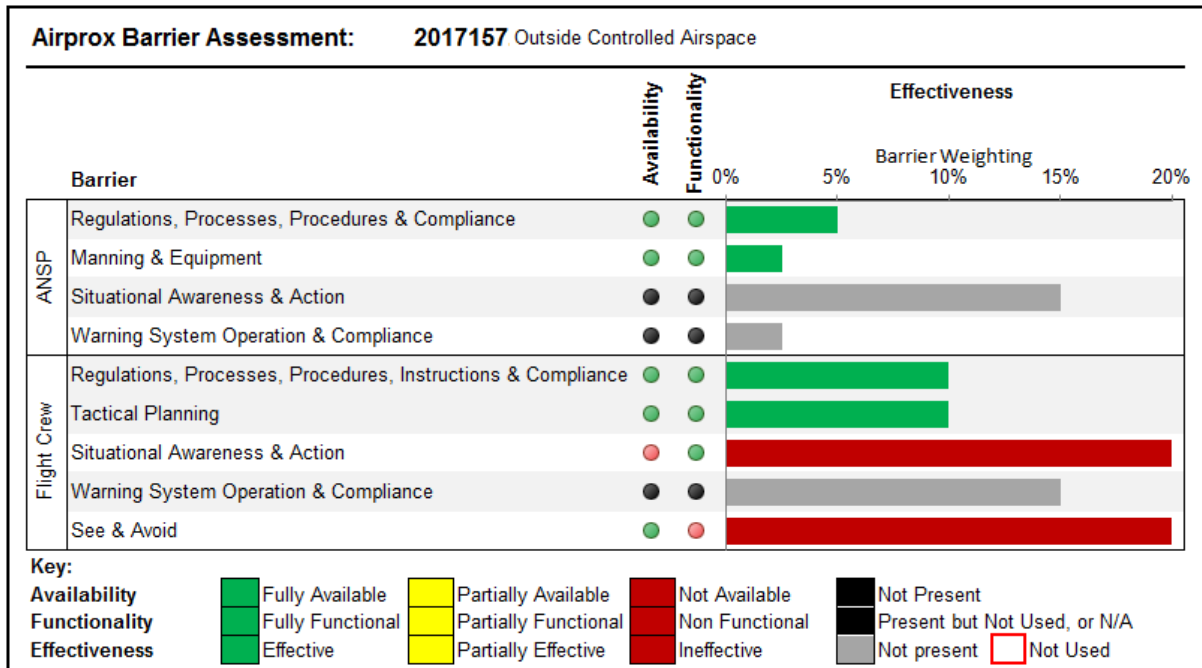 Airprox Barrier Assessment: 2017157 Outside Controlled Airspace
Availability
Functionality
Effectiveness
Barrier Weighting
Barrier
0% 5% 10% 15% 20%
ANSP
Regulations, Processes, Procedures & Compliance
Manning & Equipment
Situational Awareness & Action
Warning System Operation & Compliance
Flight Crew
Regulations, Processes, Procedures, Instructions & Compliance
Tactical Planning
Situational Awareness & Action
Warning System Operation & Compliance
See & Avoid
Key:
Availability Fully Available Partially Available Not Available Not Present
Functionality Fully Functional Partially Functional Non Functional Present but Not Used, or N/A
Effectiveness Effective Partially Effective Ineffective Not present Not Used